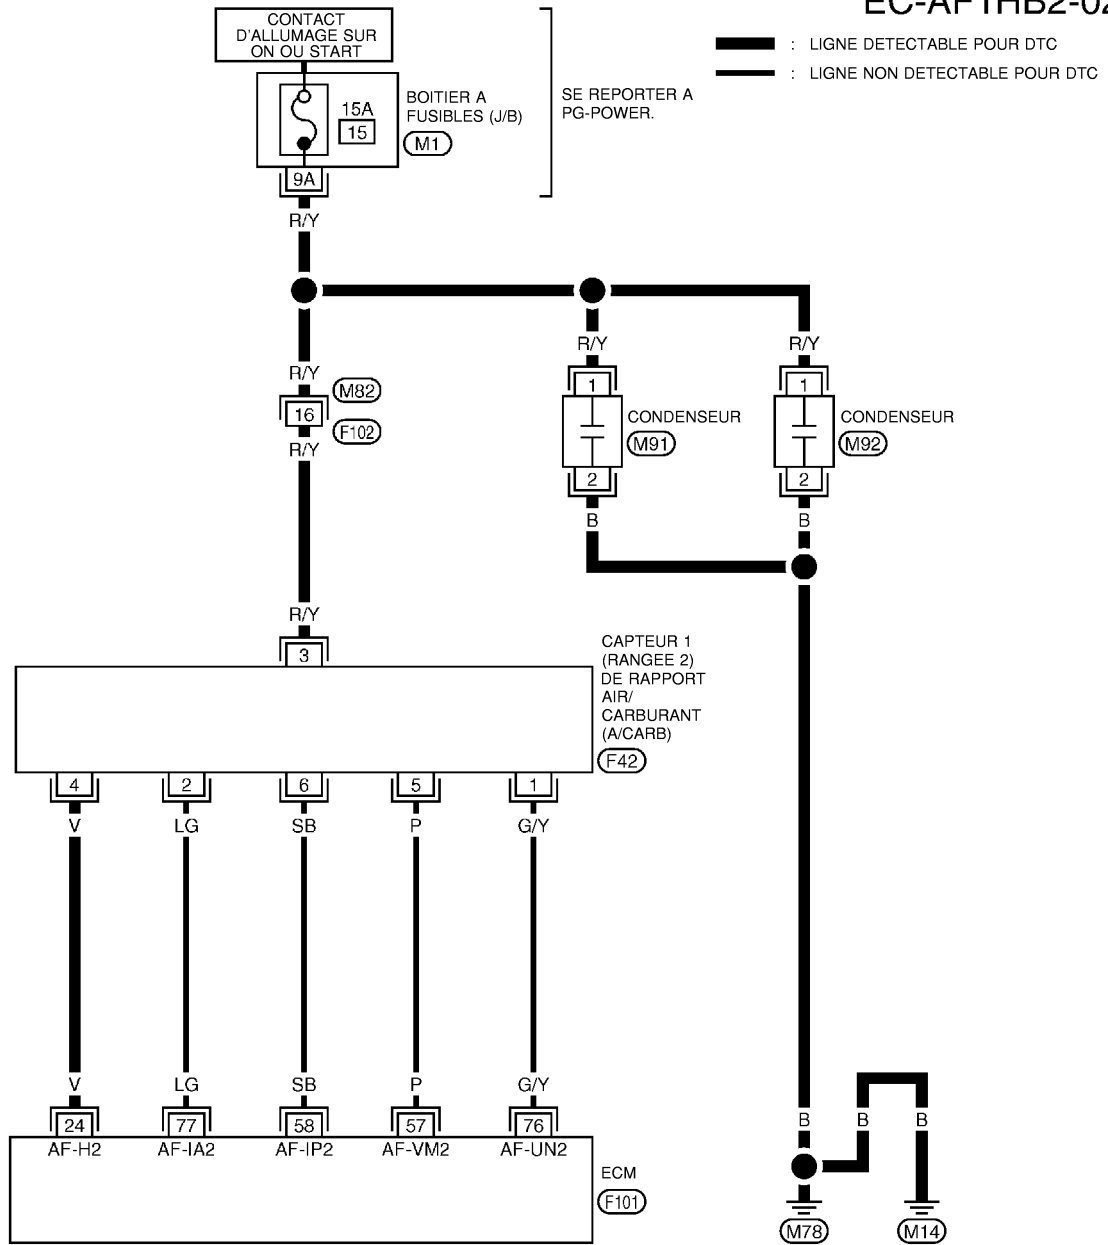 EC-AF1HB2-02
: LIGNE DETECTABLE POUR DTC
: LIGNE NON DETECTABLE POUR DTC
CONTACT
D'ALLUMAGE SUR
ON OU START
15A
15
BOITIER A
FUSIBLES (J/B)
M1
SE REPORTER A
PG-POWER.
9A
R/Y
R/Y
R/Y
R/Y
M82
16
F102
R/Y
1
1
CONDENSEUR
M91
CONDENSEUR
M92
2
2
B
B
R/Y
3
CAPTEUR 1
(RANGEE 2)
DE RAPPORT
AIR/
CARBURANT
(A/CARB)
F42
4
2
6
5
1
V
LG
SB
P
G/Y
V
LG
SB
P
G/Y
24
77
58
57
76
AF-H2
AF-IA2
AF-IP2
AF-VM2
AF-UN2
ECM
F101
B
B
B
M78
M14